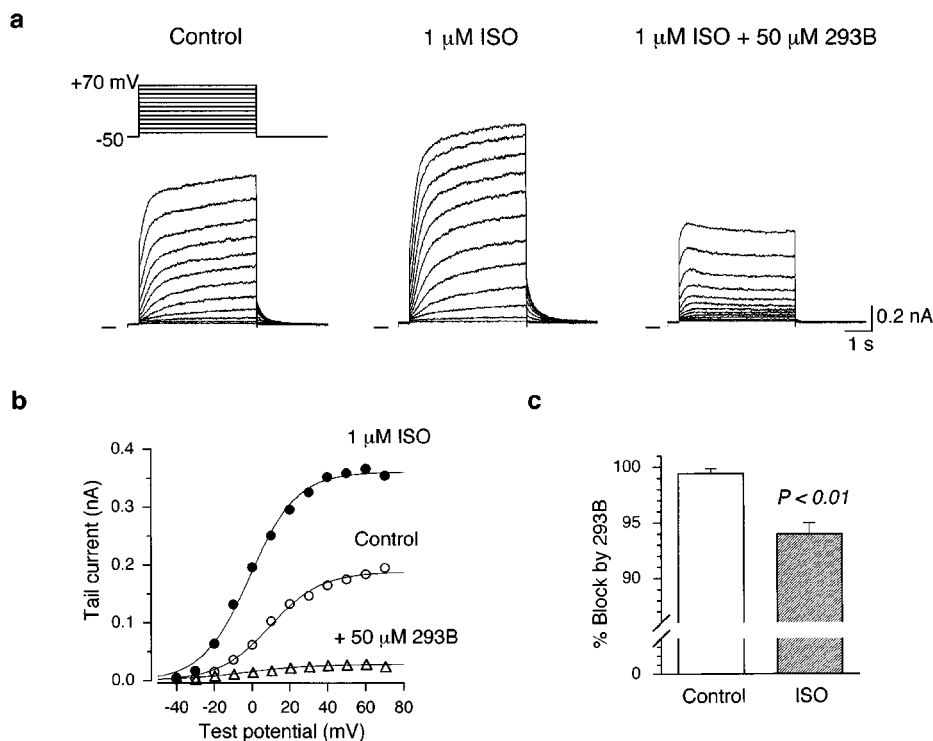 a
Control
1 μM ISO
1 μM ISO + 50 μM 293B
+70 mV
-50
0.2 nA
1 s
b
c
1 μM ISO
Control
+ 50 μM 293B
Tail current (nA)
0.4
0.3
0.2
0.1
0.0
-40 -20 0 20 40 60 80
Test potential (mV)
% Block by 293B
100
95
90
0
P < 0.01
Control ISO